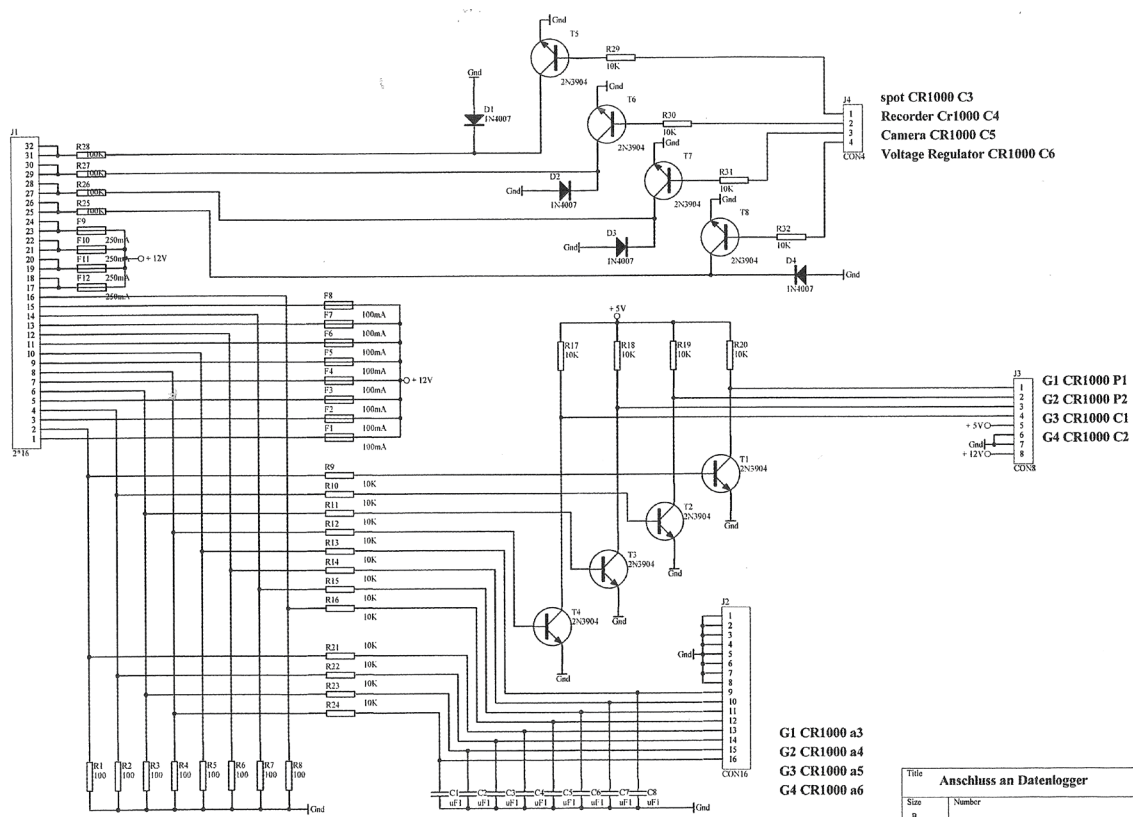 Gnd
T5
R29
10K
2N3904
Gnd
D1
1N4007
Gnd
T6
R30
10K
2N3904
J4
1
2
3
4
CON4
spot CR1000 C3
Recorder Cr1000 C4
Camera CR1000 C5
Voltage Regulator CR1000 C6
J1
32
31
30
29
28
27
26
25
24
23
22
21
20
19
18
17
16
15
14
13
12
11
10
9
8
7
6
5
4
3
2
1
2*16
R28
100K
R27
100K
R26
100K
R25
100K
F9
250mA
F10
250mA
F11
250mA
F12
250mA
+ 12V
Gnd
D2
1N4007
Gnd
T7
R31
10K
2N3904
Gnd
D3
1N4007
Gnd
T8
R32
10K
2N3904
D4
1N4007
Gnd
F8
100mA
F7
100mA
F6
100mA
F5
100mA
F4
100mA
F3
100mA
F2
100mA
F1
100mA
+ 12V
+ 5V
R17
10K
R18
10K
R19
10K
R20
10K
J3
1
2
3
4
5
6
7
8
CON8
+ 5V
Gnd
+ 12V
G1 CR1000 P1
G2 CR1000 P2
G3 CR1000 C1
G4 CR1000 C2
R9
10K
R10
10K
R11
10K
R12
10K
R13
10K
R14
10K
R15
10K
R16
10K
T1
2N3904
Gnd
T2
2N3904
Gnd
T3
2N3904
Gnd
T4
2N3904
Gnd
R21
10K
R22
10K
R23
10K
R24
10K
J2
1
2
3
4
5
6
7
8
9
10
11
12
13
14
15
16
CON16
Gnd
G1 CR1000 a3
G2 CR1000 a4
G3 CR1000 a5
G4 CR1000 a6
R1
100
R2
100
R3
100
R4
100
R5
100
R6
100
R7
100
R8
100
Gnd
C1
uF1
C2
uF1
C3
uF1
C4
uF1
C5
uF1
C6
uF1
C7
uF1
C8
uF1
Gnd
Title
Anschluss an Datenlogger
Size
Number
B